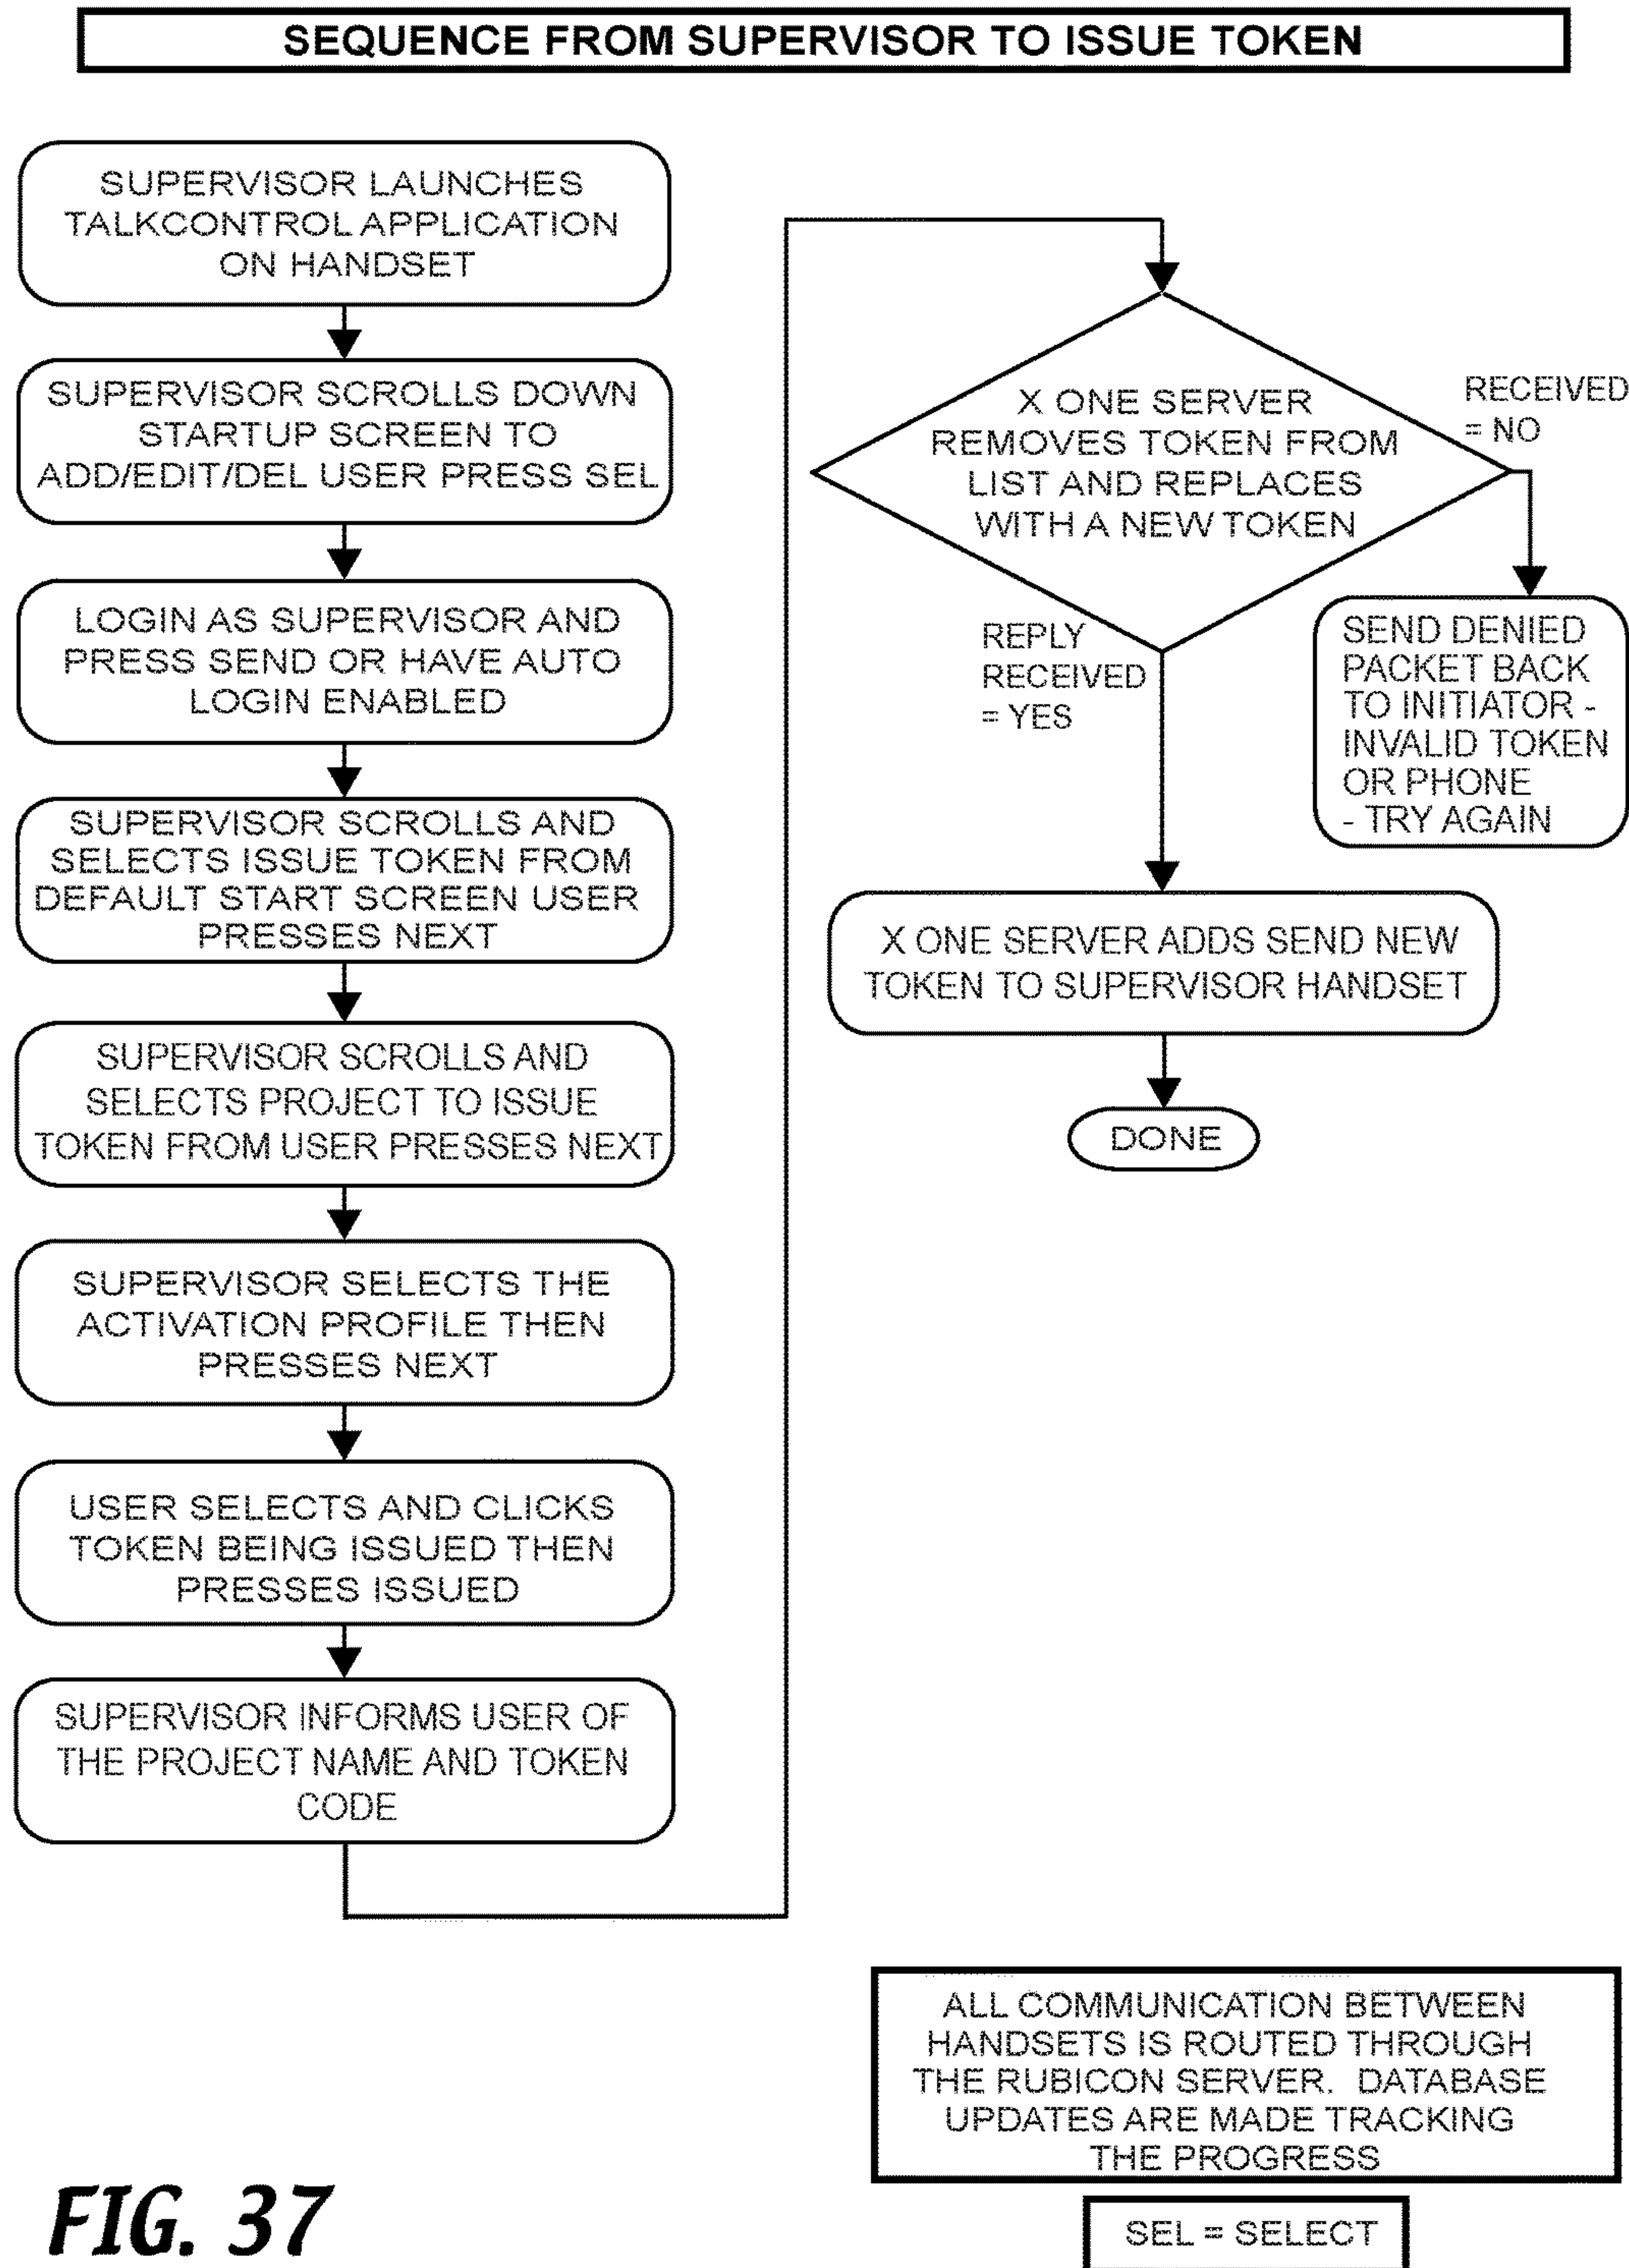 SEQUENCE FROM SUPERVISOR TO ISSUE TOKEN
SUPERVISOR LAUNCHES
TALKCONTROL APPLICATION
ON HANDSET
SUPERVISOR SCROLLS DOWN
STARTUP SCREEN TO
ADD/EDIT/DEL USER PRESS SEL
LOGIN AS SUPERVISOR AND
PRESS SEND OR HAVE AUTO
LOGIN ENABLED
SUPERVISOR SCROLLS AND
SELECTS ISSUE TOKEN FROM
DEFAULT START SCREEN USER
PRESSES NEXT
SUPERVISOR SCROLLS AND
SELECTS PROJECT TO ISSUE
TOKEN FROM USER PRESSES NEXT
SUPERVISOR SELECTS THE
ACTIVATION PROFILE THEN
PRESSES NEXT
USER SELECTS AND CLICKS
TOKEN BEING ISSUED THEN
PRESSES ISSUED
SUPERVISOR INFORMS USER OF
THE PROJECT NAME AND TOKEN
CODE
X ONE SERVER
REMOVES TOKEN FROM
LIST AND REPLACES
WITH A NEW TOKEN
RECEIVED
= NO
SEND DENIED
PACKET BACK
TO INITIATOR -
INVALID TOKEN
OR PHONE
- TRY AGAIN
REPLY
RECEIVED
= YES
X ONE SERVER ADDS SEND NEW
TOKEN TO SUPERVISOR HANDSET
DONE
ALL COMMUNICATION BETWEEN
HANDSETS IS ROUTED THROUGH
THE RUBICON SERVER. DATABASE
UPDATES ARE MADE TRACKING
THE PROGRESS
SEL = SELECT
FIG. 37